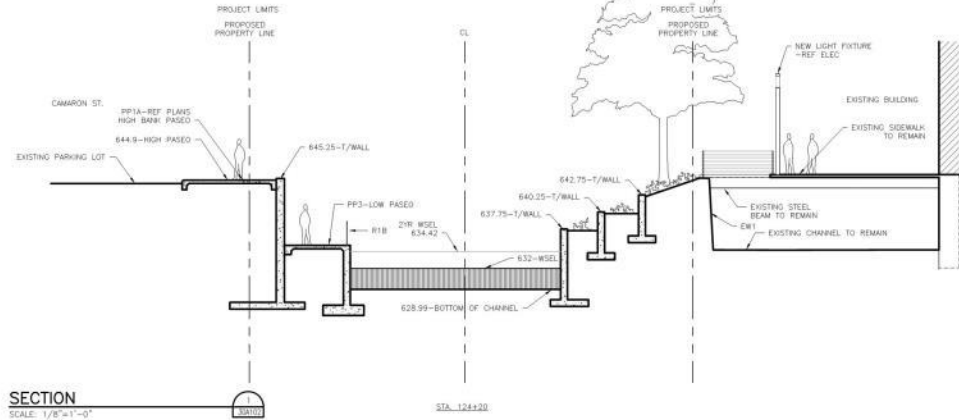 PROJECT LIMITS
PROPOSED
PROPERTY LINE
CL
PROJECT LIMITS
PROPOSED
PROPERTY LINE
NEW LIGHT FIXTURE
-REF ELEC
CAMARON ST.
PP1A-REF PLANS
HIGH BANK PASEO
644.9-HIGH PASEO
EXISTING PARKING LOT
645.25-T/WALL
EXISTING BUILDING
EXISTING SIDEWALK
TO REMAIN
642.75-T/WALL
640.25-T/WALL
637.75-T/WALL
PP3-LOW PASEO
R1B
2YR WSEL
634.42
632-WSEL
628.99-BOTTOM OF CHANNEL
EXISTING STEEL
BEAM TO REMAIN
EW1
EXISTING CHANNEL TO REMAIN
SECTION
SCALE: 1/8"=1'-0"
1
30A102
STA. 124+20